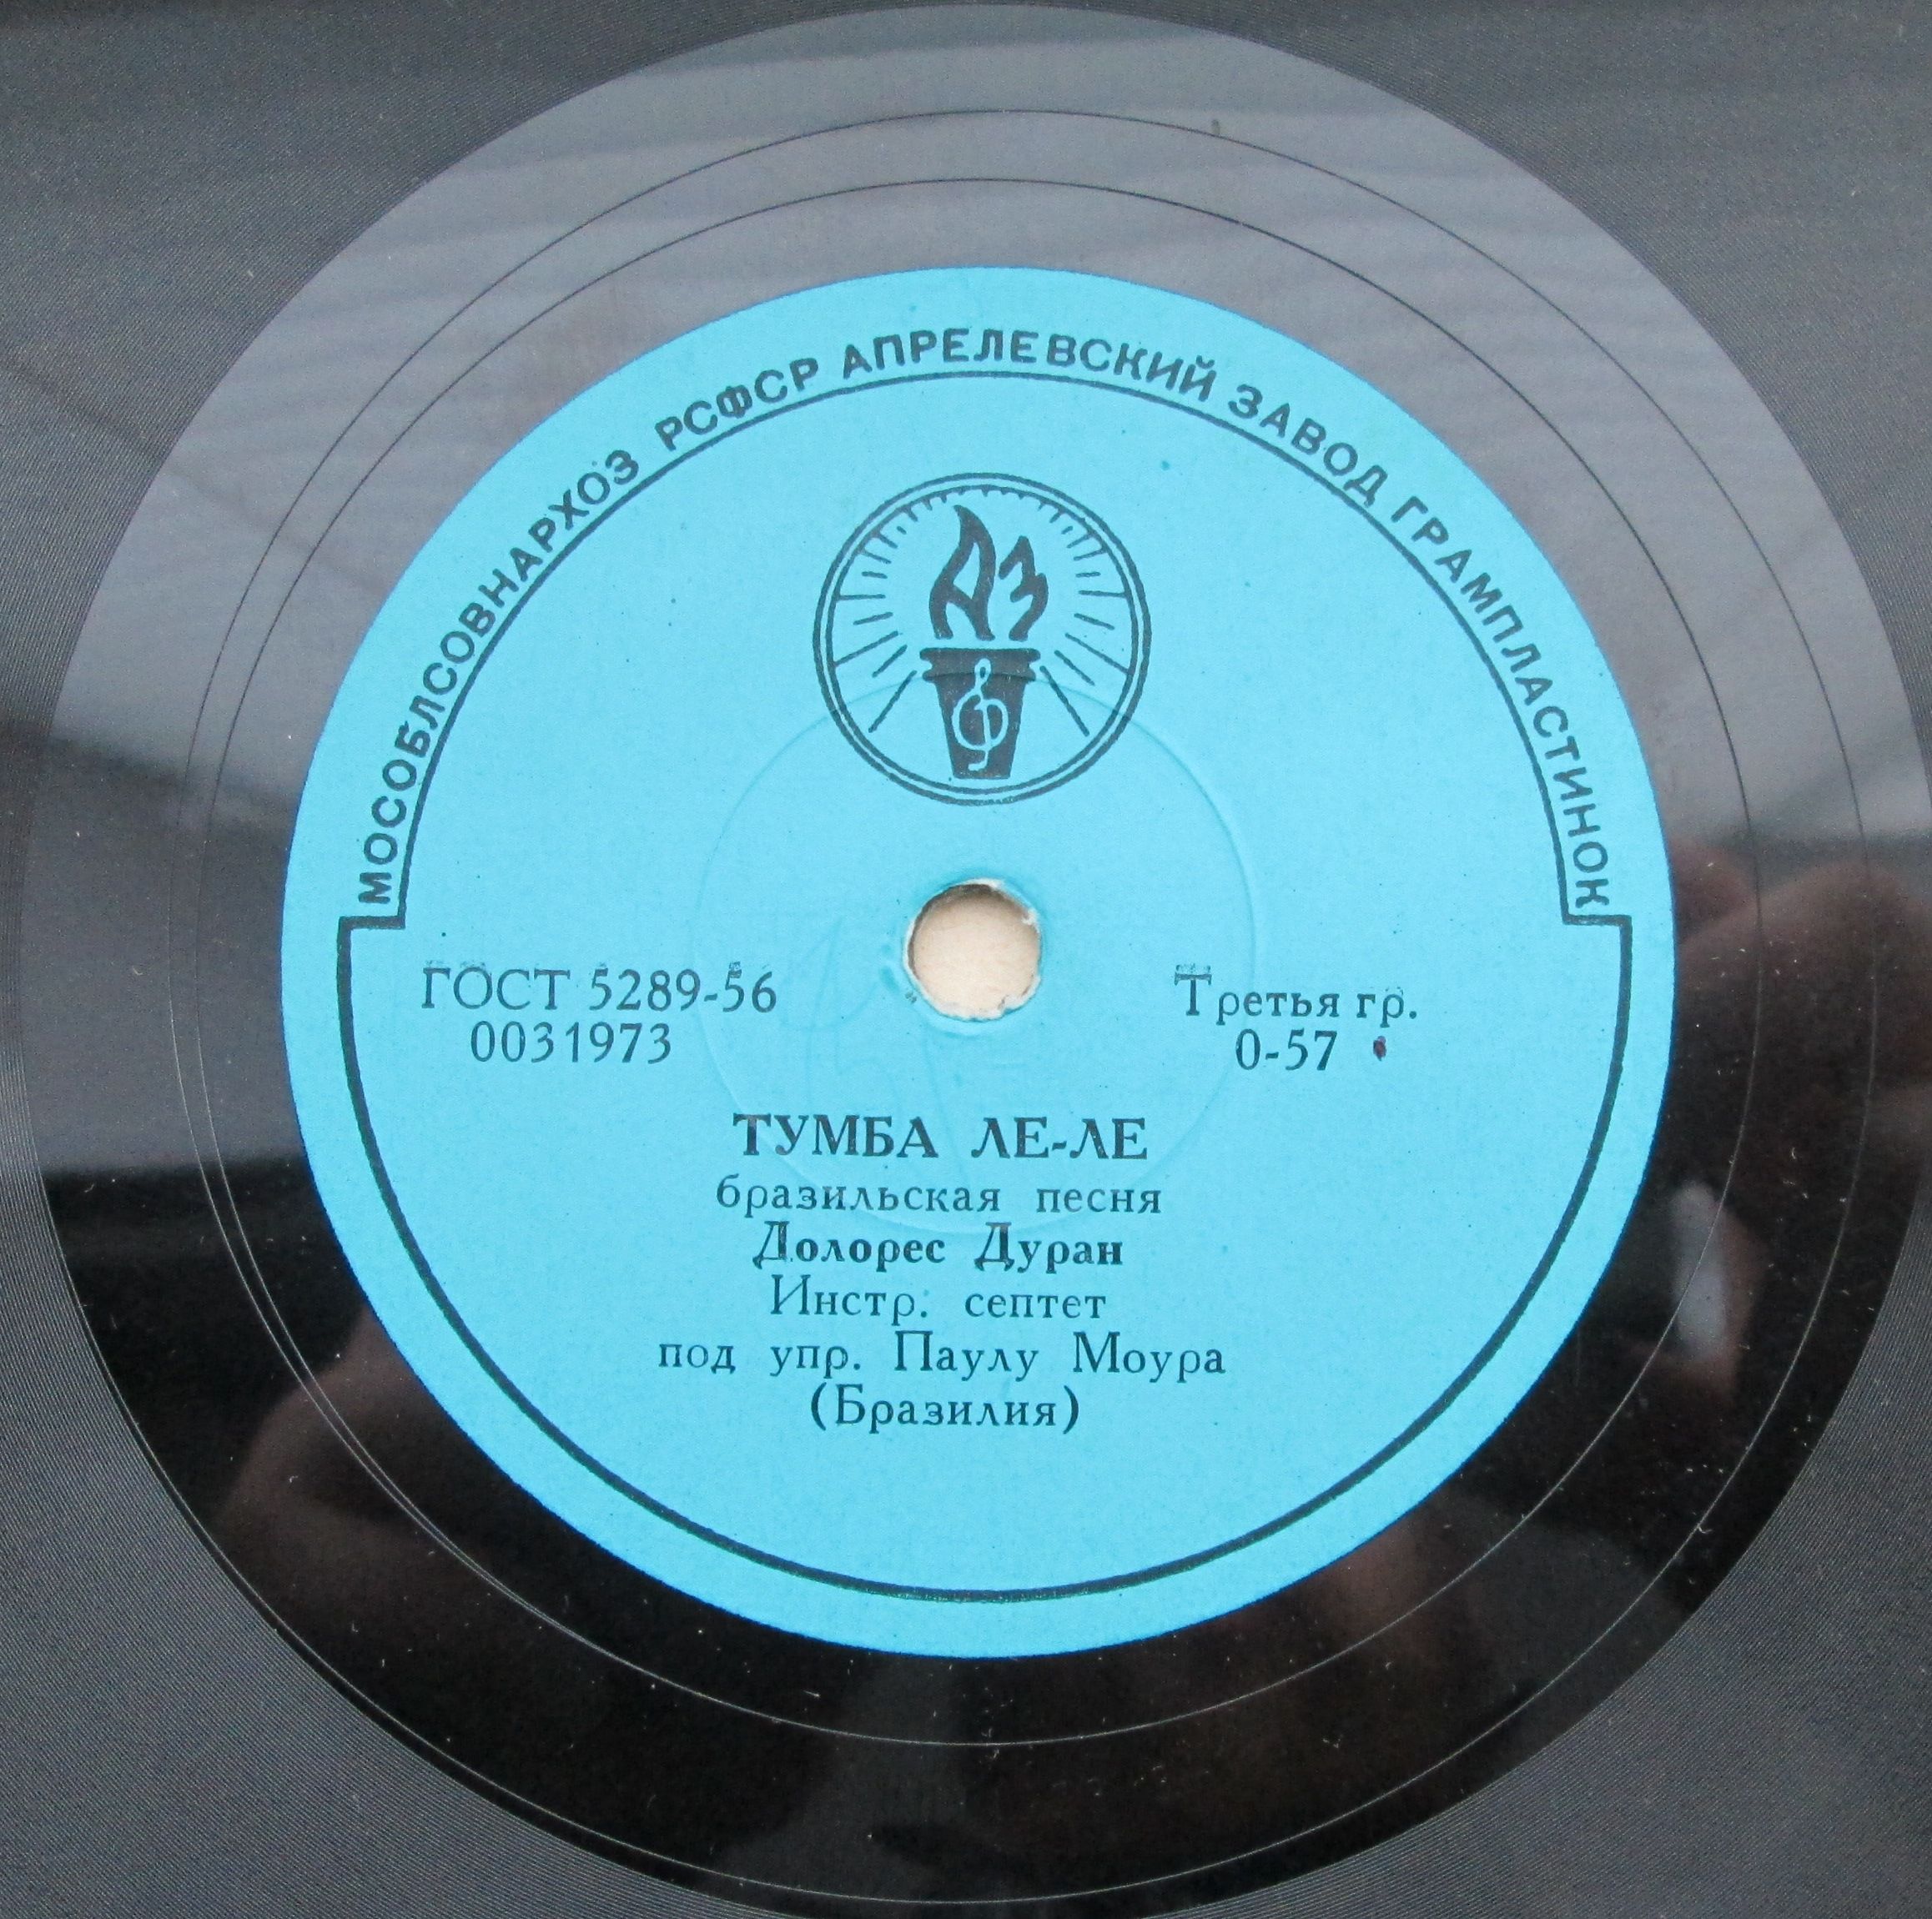 МОСОБЛСОВНАРХОЗ РСФСР АПРЕЛЕВСКИЙ ЗАВОД ГРАМПЛАСТИНОК
АЗ
ГОСТ 5289-56
0031973
Третья гр.
0-57
ТУМБА ЛЕ-ЛЕ
бразильская песня
Долорес Дуран
Инстр. септет
под упр. Паулу Моура
(Бразилия)